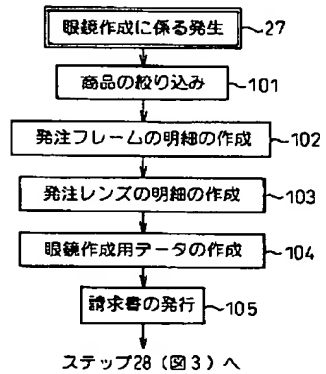 眼鏡作成に係る発生 27
商品の絞り込み 101
発注フレームの明細の作成 102
発注レンズの明細の作成 103
眼鏡作成用データの作成 104
請求書の発行 105
ステップ28（図3）へ